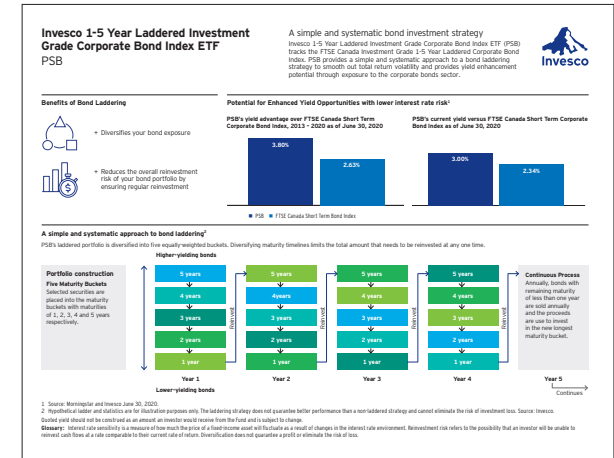 Invesco 1-5 Year Laddered Investment
Grade Corporate Bond Index ETF
PSB
A simple and systematic bond investment strategy
Invesco 1-5 Year Laddered Investment Grade Corporate Bond Index ETF (PSB)
tracks the FTSE Canada Investment Grade 1-5 Year Laddered Corporate Bond
Index. PSB provides a simple and systematic approach to a bond laddering
strategy to smooth out total return volatility and provides yield enhancement
potential through exposure to the corporate bonds sector.
Invesco
Benefits of Bond Laddering
+ Diversifies your bond exposure
+ Reduces the overall reinvestment
risk of your bond portfolio by
ensuring regular reinvestment
Potential for Enhanced Yield Opportunities with lower interest rate risk¹
PSB's yield advantage over FTSE Canada Short Term
Corporate Bond Index, 2013 - 2020 as of June 30, 2020
3.80%
2.63%
PSB's current yield versus FTSE Canada Short Term Corporate
Bond Index as of June 30, 2020
3.00%
2.34%
PSB FTSE Canada Short Term Bond Index
A simple and systematic approach to bond laddering²
PSB's laddered portfolio is diversified into five equally-weighted buckets. Diversifying maturity timelines limits the total amount that needs to be reinvested at any one time.
Higher-yielding bonds
Portfolio construction
Five Maturity Buckets
Selected securities are
placed into the maturity
buckets with maturities
of 1, 2, 3, 4 and 5 years
respectively.
5 years
4 years
3 years
2 years
1 year
Year 1
Lower-yielding bonds
Reinvest
5 years
4years
3 years
2 years
1 year
Year 2
Reinvest
5 years
4 years
3 years
2 years
1 year
Year 3
Reinvest
5 years
4 years
3 years
2 years
1 year
Year 4
Reinvest
Continuous Process
Annually, bonds with
remaining maturity
of less than one year
are sold annually
and the proceeds
are use to invest
in the new longest
maturity bucket.
Year 5
Continues
1 Source: Morningstar and Invesco June 30, 2020.
2 Hypothetical ladder and statistics are for illustration purposes only. The laddering strategy does not guarantee better performance than a non-laddered strategy and cannot eliminate the risk of investment loss. Source: Invesco.
Quoted yield should not be construed as an amount an investor would receive from the fund and is subject to change.
Glossary: Interest rate sensitivity is a measure of how much the price of a fixed-income asset will fluctuate as a result of changes in the interest rate environment. Reinvestment risk refers to the possibility that an investor will be unable to
reinvest cash flows at a rate comparable to their current rate of return. Diversification does not guarantee a profit or eliminate the risk of loss.